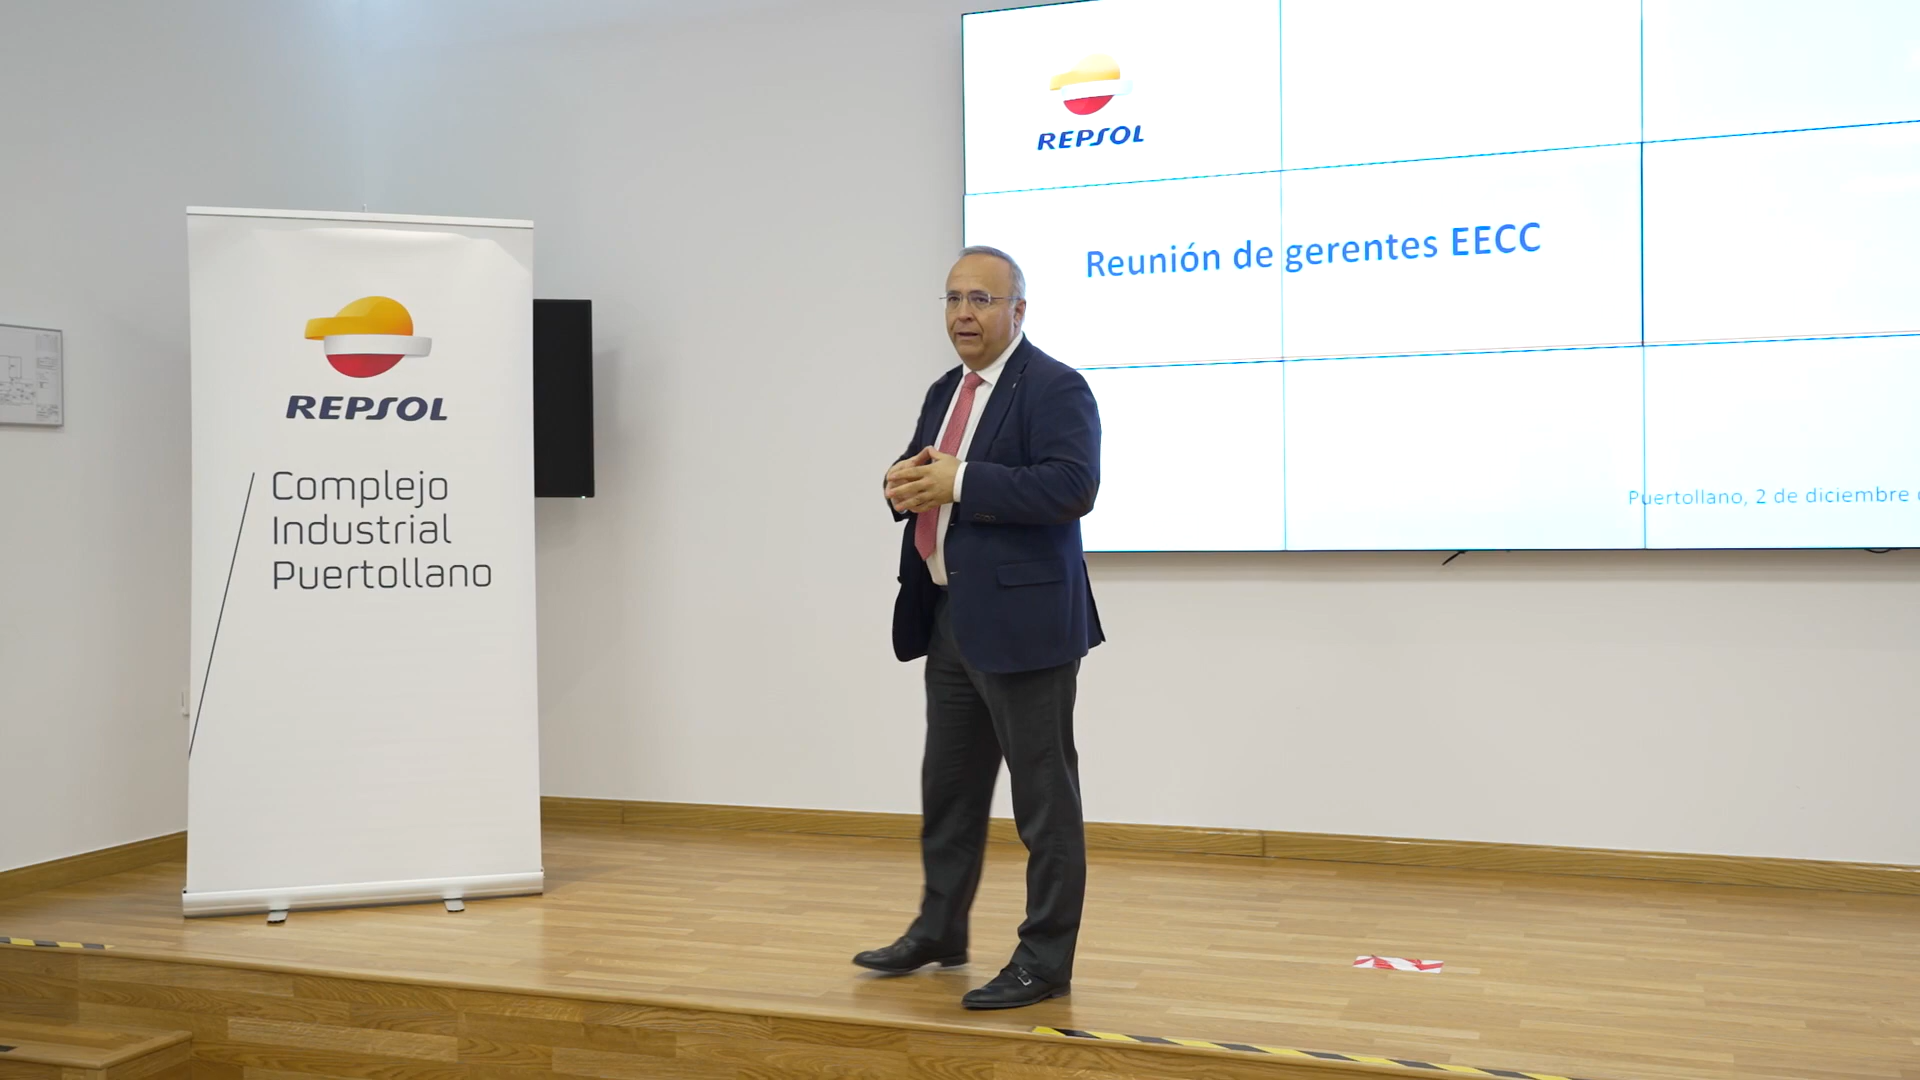 REPSOL
Complejo
Industrial
Puertollano
REPSOL
Reunión de gerentes EECC
Puertollano, 2 de diciembre